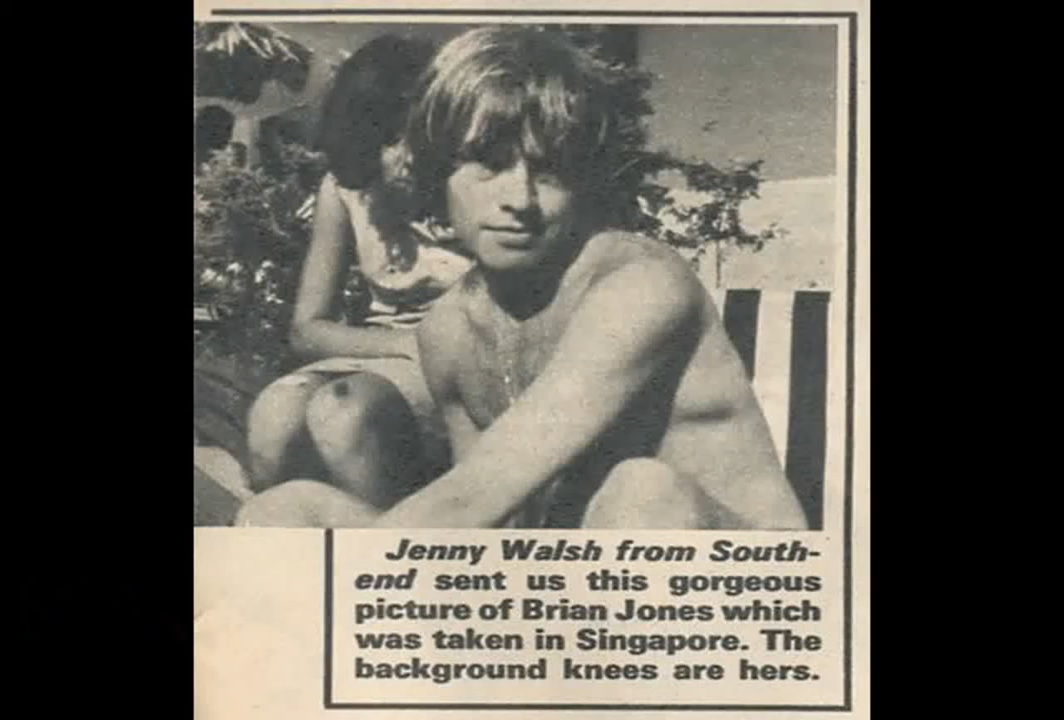 Jenny Walsh from South-
end sent us this gorgeous
picture of Brian Jones which
was taken in Singapore. The
background knees are hers.